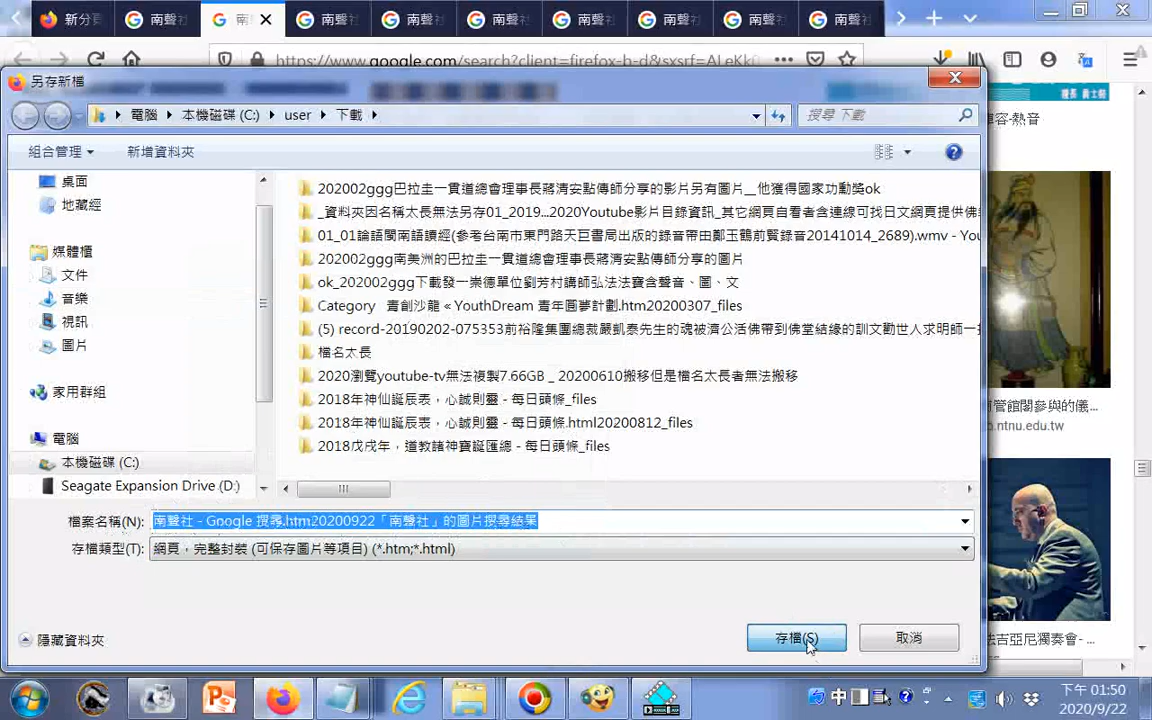 新分
南聲社
南
南聲社
南聲社
南聲社
南聲社
南聲社
南聲社
南聲社
https://www.google.com/search?client=firefox-b-d&sxsrf=ALeKk
另存新檔
電腦 本機磁碟 (C:) user 下載
搜尋 下載
組合管理 新增資料夾
桌面
地藏經
媒體櫃
文件
音樂
視訊
圖片
家用群組
電腦
本機磁碟 (C:)
Seagate Expansion Drive (D:)
202002ggg巴拉圭一貫道總會理事長蔣清安點傳師分享的影片另有圖片__他獲得國家功勳獎ok
_資料夾因名稱太長無法另存01_2019...2020Youtube影片目錄資訊_其它網頁自看者含連線可找日文網頁提供佛
01_01論語閩南語讀經(參考台南市東門路天巨書局出版的錄音帶由鄭玉鶴前賢錄音20141014_2689).wmv - You
202002ggg南美洲的巴拉圭一貫道總會理事長蔣清安點傳師分享的圖片
ok_202002ggg下載發一崇德單位劉芳村講師弘法法寶含聲音、圖、文
Category 青創沙龍 « YouthDream 青年圓夢計劃.htm20200307_files
(5) record-20190202-075353前裕隆集團總裁嚴凱泰先生的魂被濟公活佛帶到佛堂結緣的訓文勸世人求明師一
檔名太長
2020瀏覽youtube-tv無法複製7.66GB _ 20200610搬移但是檔名太長者無法搬移
2018年神仙誕辰表，心誠則靈 - 每日頭條_files
2018年神仙誕辰表，心誠則靈 - 每日頭條.html20200812_files
2018戊戌年，道教諸神寶誕匯總 - 每日頭條_files
檔案名稱(N): 南聲社 - Google 搜尋.htm20200922「南聲社」的圖片搜尋結果
存檔類型(T): 網頁，完整封裝 (可保存圖片等項目) (*.htm;*.html)
隱藏資料夾
存檔(S) 取消
容-熱音
管館閣參與的儀...
o.ntnu.edu.tw
法吉亞尼獨奏會- ...
中
下午 01:50
2020/9/22